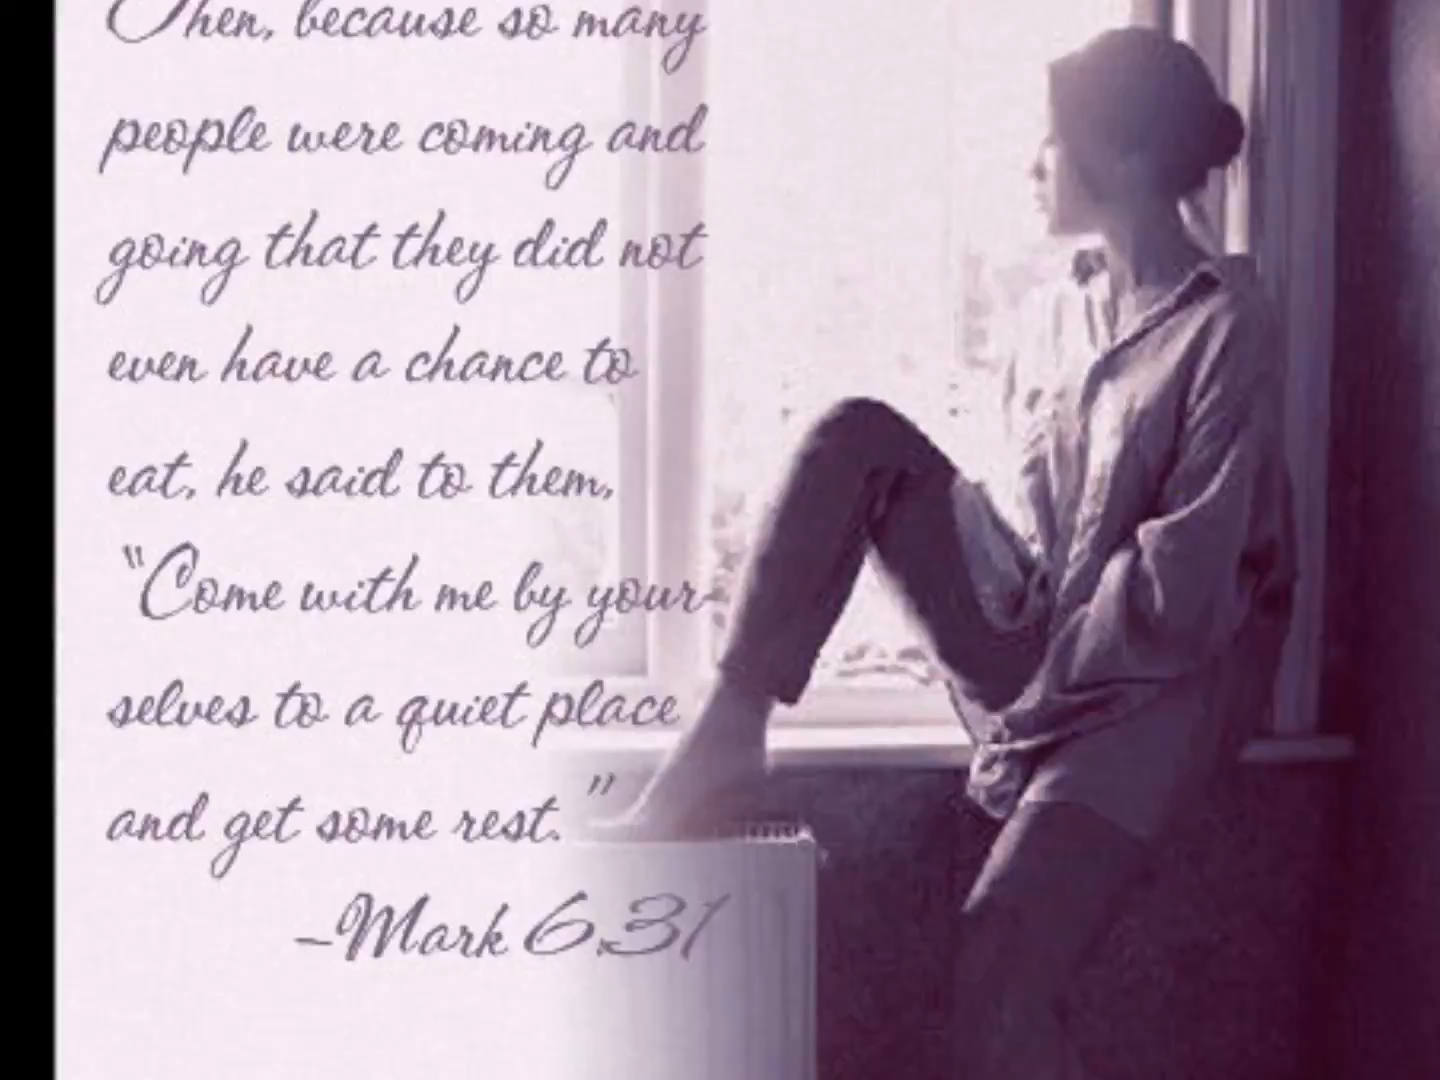 Then, because so many
people were coming and
going that they did not
even have a chance to
eat, he said to them,
"Come with me by your-
selves to a quiet place
and get some rest."
-Mark 6:31